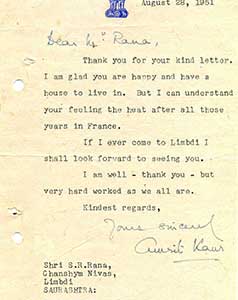 August 28, 1951
Dear Mr Rana,
Thank you for your kind letter.
I am glad you are happy and have a
house to live in. But I can understand
your feeling the heat after all those
years in France.
If I ever come to Limbdi I
shall look forward to seeing you.
I am well - thank you - but
very hard worked as we all are.
Kindest regards,
Yours sincerely
Amrit Kaur
Shri S.R.Rana,
Ghanshym Nivas,
Limbdi
SAURASHTRA: